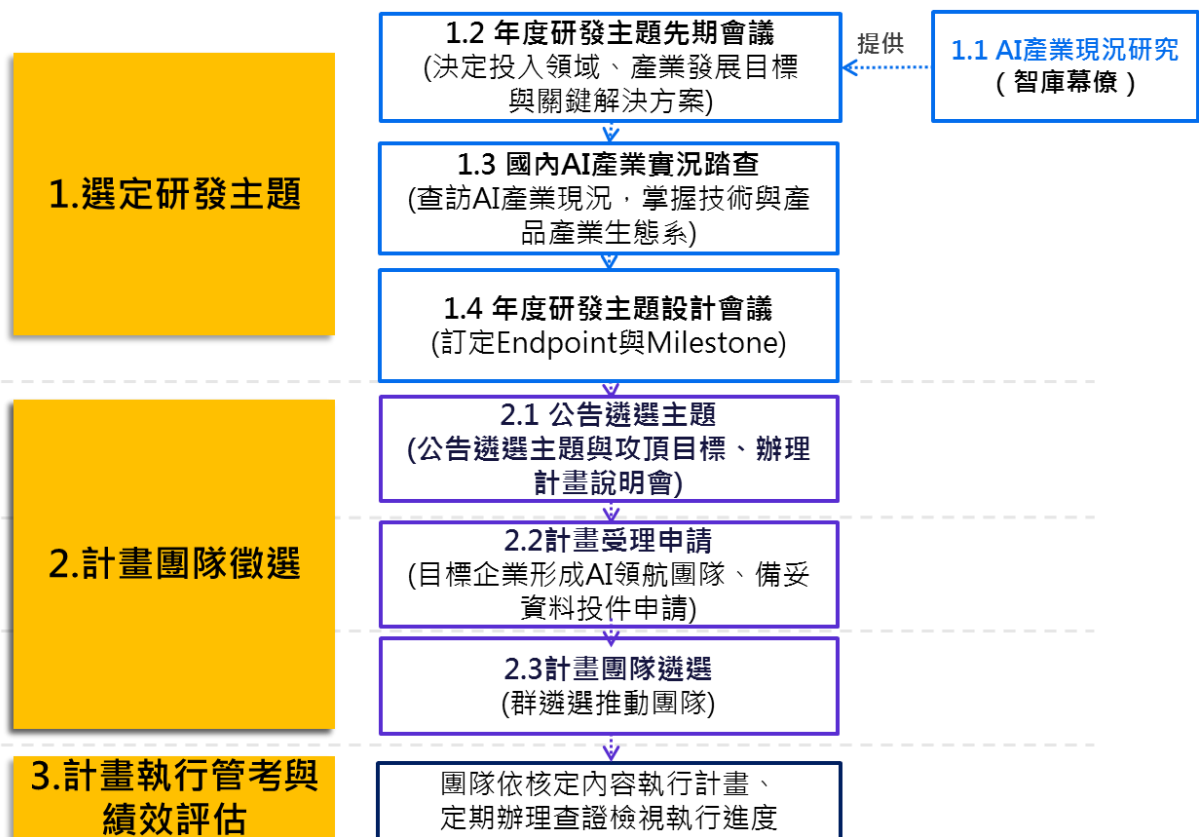 1.選定研發主題
1.2 年度研發主題先期會議
(決定投入領域、產業發展目標
與關鍵解決方案)
提供
1.1 AI產業現況研究
(智庫幕僚)
1.3 國內AI產業實況踏查
(查訪AI產業現況，掌握技術與產
品產業生態系)
1.4 年度研發主題設計會議
(訂定Endpoint與Milestone)
2.計畫團隊徵選
2.1 公告遴選主題
(公告遴選主題與攻頂目標、辦理
計畫說明會)
2.2計畫受理申請
(目標企業形成AI領航團隊、備妥
資料投件申請)
2.3計畫團隊遴選
(群遴選推動團隊)
3.計畫執行管考與
績效評估
團隊依核定內容執行計畫、
定期辦理查證檢視執行進度